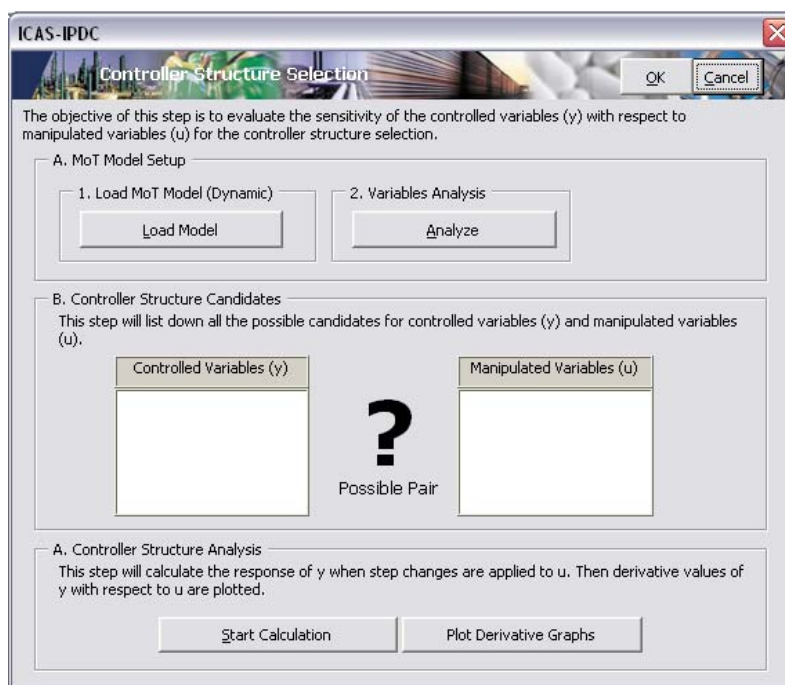 ICAS-IPDC
Controller Structure Selection
OK
Cancel
The objective of this step is to evaluate the sensitivity of the controlled variables (y) with respect to
manipulated variables (u) for the controller structure selection.
A. MoT Model Setup
1. Load MoT Model (Dynamic)
2. Variables Analysis
Load Model
Analyze
B. Controller Structure Candidates
This step will list down all the possible candidates for controlled variables (y) and manipulated variables
(u).
Controlled Variables (y)
Manipulated Variables (u)
?
Possible Pair
A. Controller Structure Analysis
This step will calculate the response of y when step changes are applied to u. Then derivative values of
y with respect to u are plotted.
Start Calculation
Plot Derivative Graphs